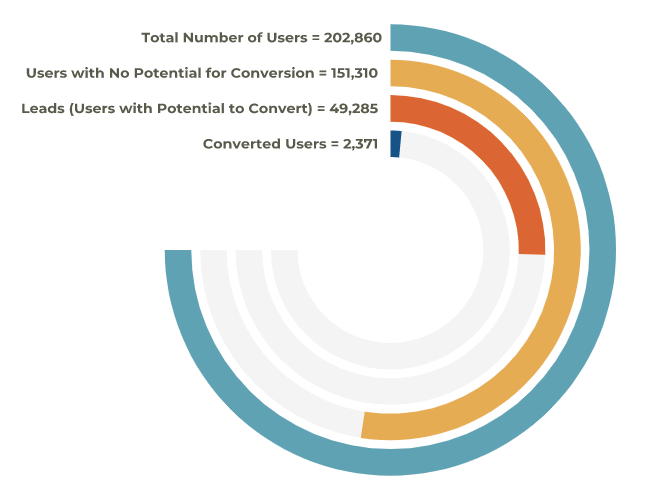 Total Number of Users = 202,860
Users with No Potential for Conversion = 151,310
Leads (Users with Potential to Convert) = 49,285
Converted Users = 2,371